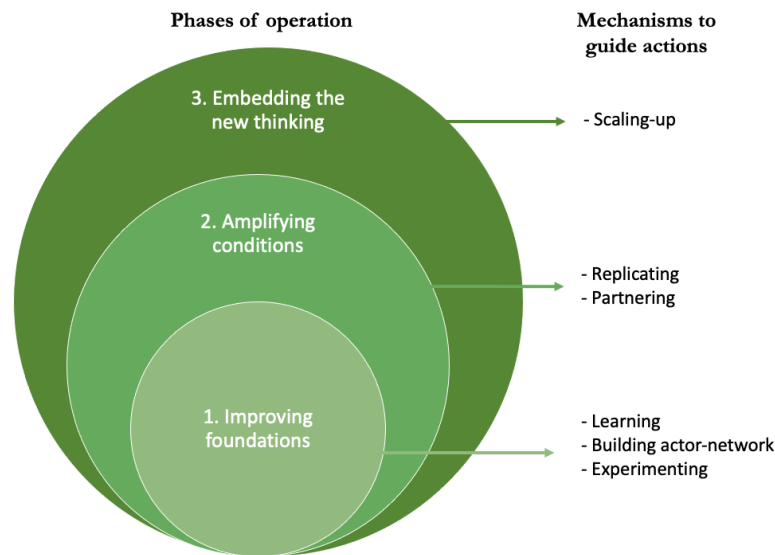 Phases of operation
Mechanisms to
guide actions
3. Embedding the
new thinking
- Scaling-up
2. Amplifying
conditions
- Replicating
- Partnering
1. Improving
foundations
- Learning
- Building actor-network
- Experimenting